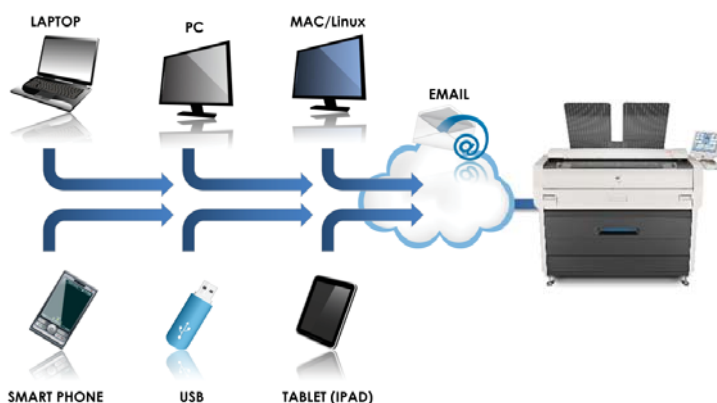 LAPTOP
PC
MAC/Linux
EMAIL
@
SMART PHONE
USB
TABLET (IPAD)